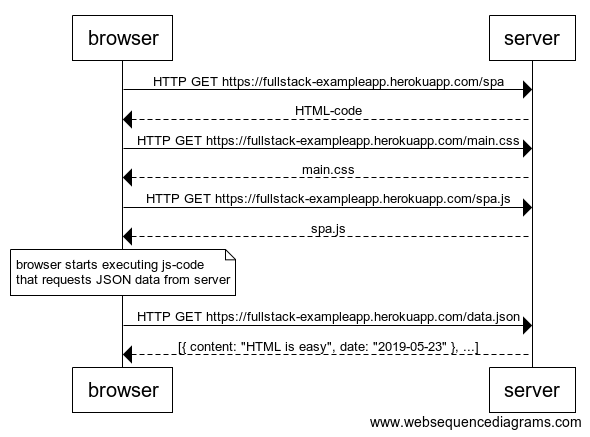 browser server
HTTP GET https://fullstack-exampleapp.herokuapp.com/spa
HTML-code
HTTP GET https://fullstack-exampleapp.herokuapp.com/main.css
main.css
HTTP GET https://fullstack-exampleapp.herokuapp.com/spa.js
spa.js
browser starts executing js-code
that requests JSON data from server
HTTP GET https://fullstack-exampleapp.herokuapp.com/data.json
[{ content: "HTML is easy", date: "2019-05-23" }, ...]
browser server
www.websequencediagrams.com